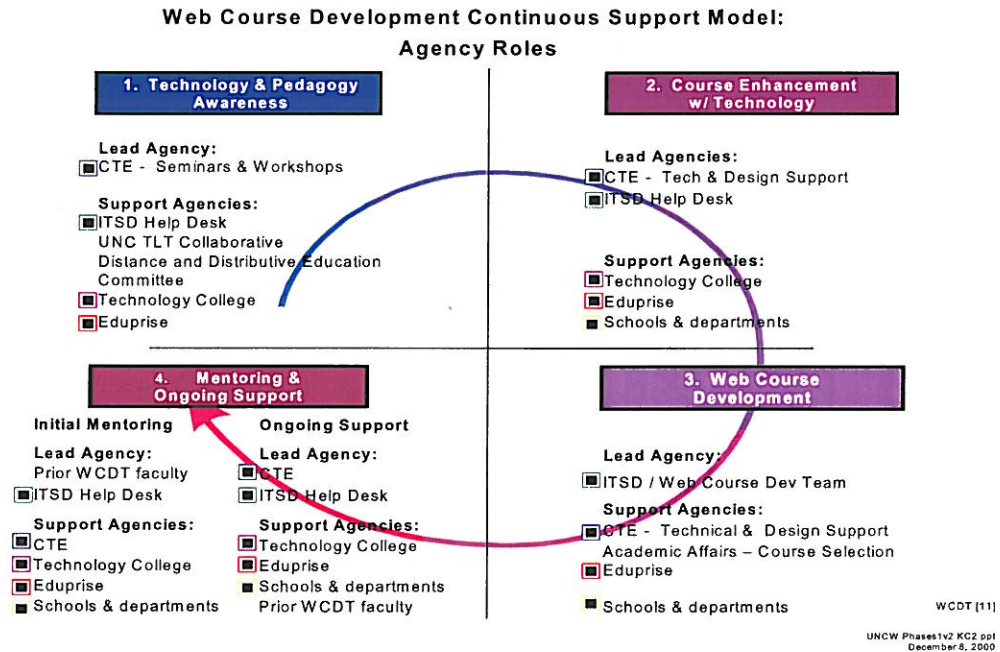 Web Course Development Continuous Support Model:
Agency Roles
1. Technology & Pedagogy
Awareness
Lead Agency:
CTE - Seminars & Workshops
Support Agencies:
ITSD Help Desk
UNC TLT Collaborative
Distance and Distributive Education
Committee
Technology College
Eduprise
2. Course Enhancement
w/ Technology
Lead Agencies:
CTE - Tech & Design Support
ITSD Help Desk
Support Agencies:
Technology College
Eduprise
Schools & departments
4. Mentoring &
Ongoing Support
Initial Mentoring
Lead Agency:
Prior WCDT faculty
ITSD Help Desk
Support Agencies:
CTE
Technology College
Eduprise
Schools & departments
Ongoing Support
Lead Agency:
CTE
ITSD Help Desk
Support Agencies:
Technology College
Eduprise
Schools & departments
Prior WCDT faculty
3. Web Course
Development
Lead Agency:
ITSD / Web Course Dev Team
Support Agencies:
CTE - Technical & Design Support
Academic Affairs – Course Selection
Eduprise
Schools & departments
WCDT [11]
UNCW Phases1v2 KC2 ppt
December 8, 2000